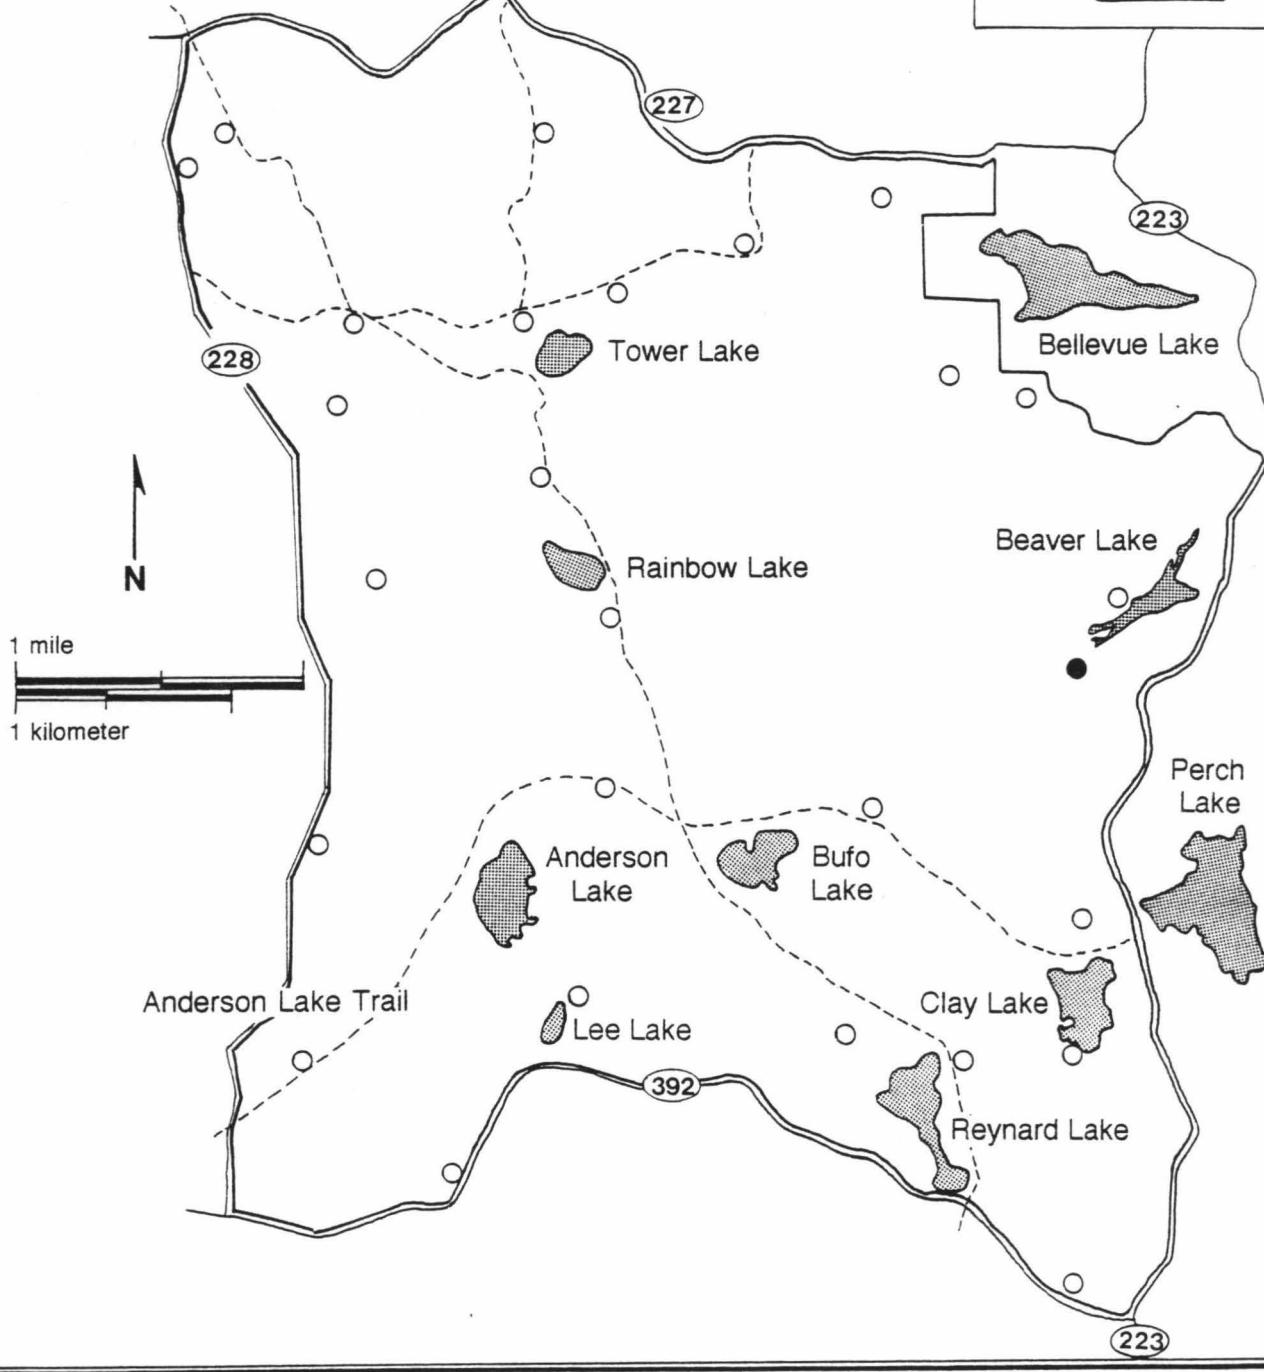 227
223
Tower Lake
Bellevue Lake
228
Beaver Lake
N
Rainbow Lake
1 mile
1 kilometer
Perch
Lake
Anderson
Lake
Bufo
Lake
Anderson Lake Trail
Clay Lake
Lee Lake
392
Reynard Lake
223